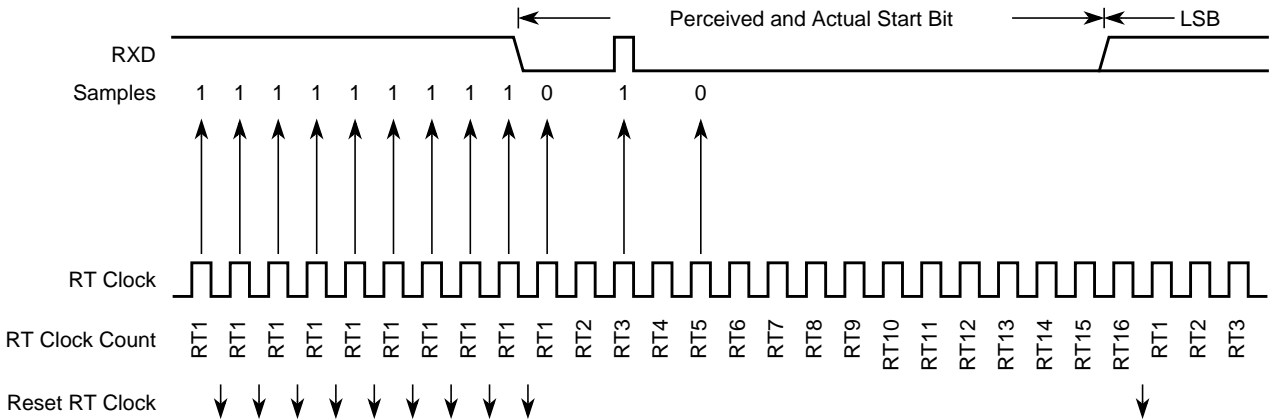 Perceived and Actual Start Bit LSB
RXD
Samples 1 1 1 1 1 1 1 1 1 0 1 0
RT Clock
RT Clock Count RT1 RT1 RT1 RT1 RT1 RT1 RT1 RT1 RT1 RT1 RT2 RT3 RT4 RT5 RT6 RT7 RT8 RT9 RT10 RT11 RT12 RT13 RT14 RT15 RT16 RT1 RT2 RT3
Reset RT Clock